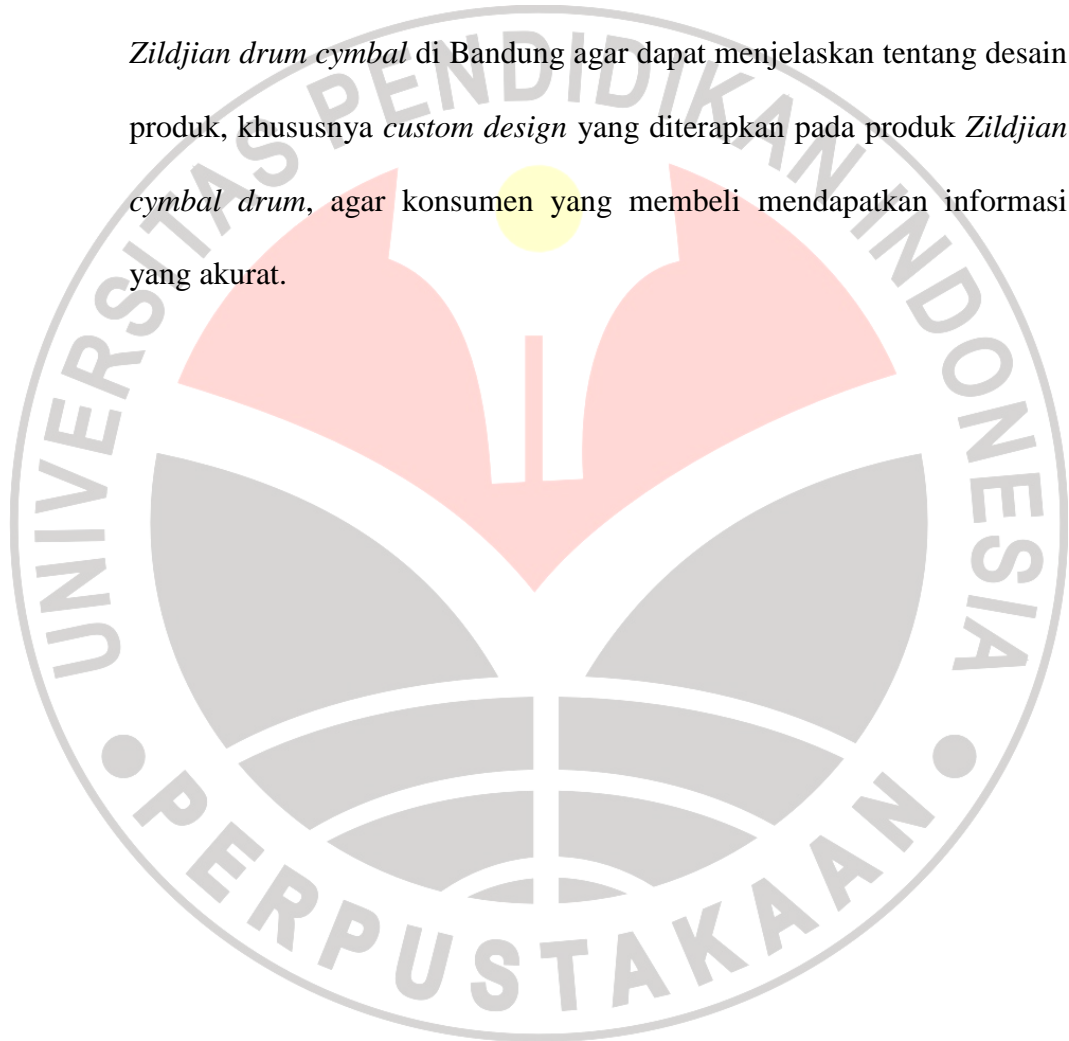 Zildjian drum cymbal di Bandung agar dapat menjelaskan tentang desain
produk, khususnya custom design yang diterapkan pada produk Zildjian
cymbal drum, agar konsumen yang membeli mendapatkan informasi
yang akurat.
UNIVERSITAS PENDIDIKAN INDONESIA
PERPUSTAKAAN